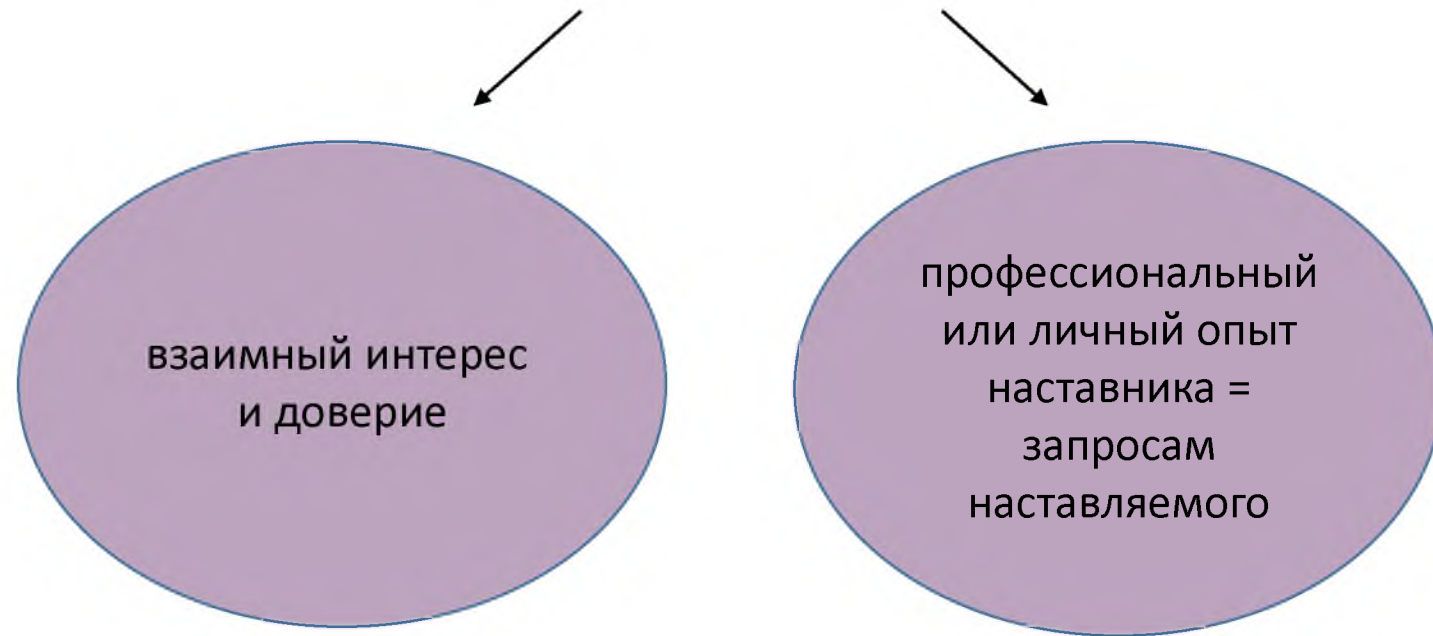 взаимный интерес
и доверие
профессиональный
или личный опыт
наставника =
запросам
наставляемого